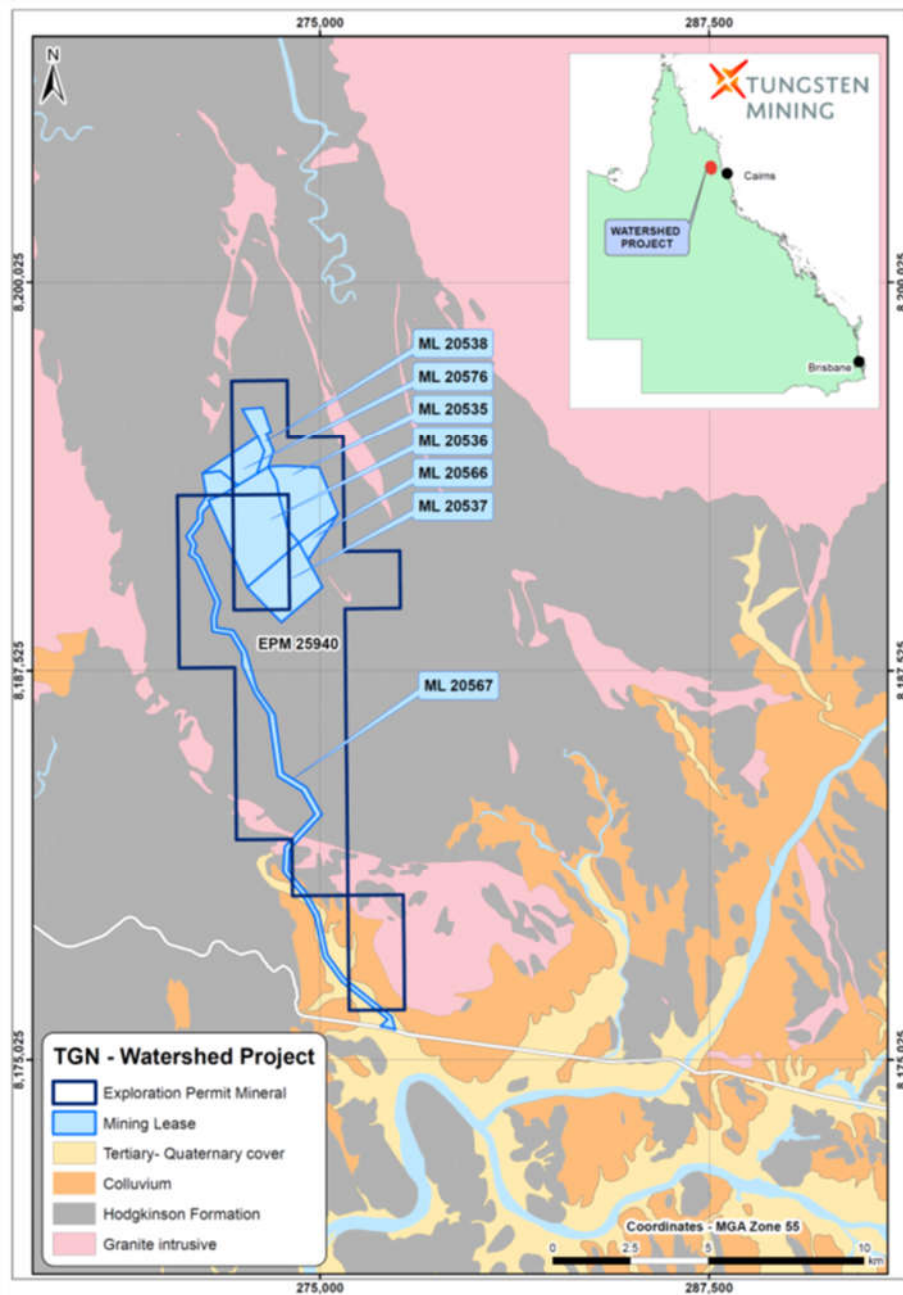 275,000
287,500
N
TUNGSTEN
MINING
Cairns
WATERSHED
PROJECT
Brisbane
8,200,025
8,200,025
ML 20538
ML 20576
ML 20535
ML 20536
ML 20566
ML 20537
EPM 25940
8,187,525
8,187,525
ML 20567
8,175,025
TGN - Watershed Project
Exploration Permit Mineral
Mining Lease
Tertiary- Quaternary cover
Colluvium
Hodgkinson Formation
Granite intrusive
Coordinates - MGA Zone 55
0
2.5
5
10
km
275,000
287,500